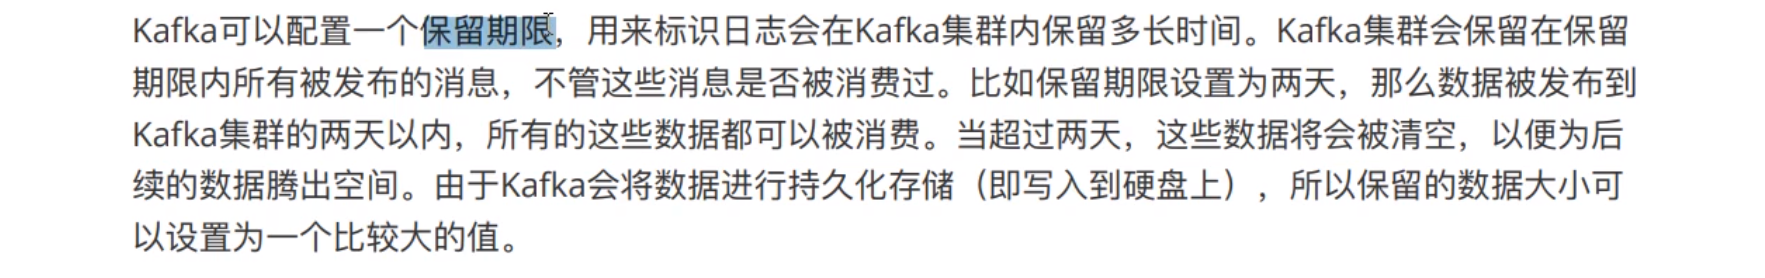 Kafka可以配置一个保留期限，用来标识日志会在Kafka集群内保留多长时间。Kafka集群会保留在保留
期限内所有被发布的消息，不管这些消息是否被消费过。比如保留期限设置为两天，那么数据被发布到
Kafka集群的两天以内，所有的这些数据都可以被消费。当超过两天，这些数据将会被清空，以便为后
续的数据腾出空间。由于Kafka会将数据进行持久化存储（即写入到硬盘上），所以保留的数据大小可
以设置为一个比较大的值。